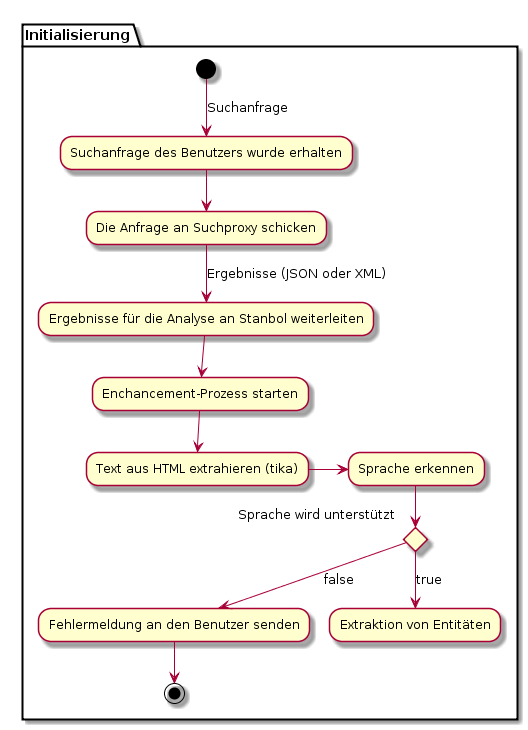 Initialisierung
Suchanfrage
Suchanfrage des Benutzers wurde erhalten
Die Anfrage an Suchproxy schicken
Ergebnisse (JSON oder XML)
Ergebnisse für die Analyse an Stanbol weiterleiten
Enchancement-Prozess starten
Text aus HTML extrahieren (tika)
Sprache erkennen
Sprache wird unterstützt
false
true
Fehlermeldung an den Benutzer senden
Extraktion von Entitäten